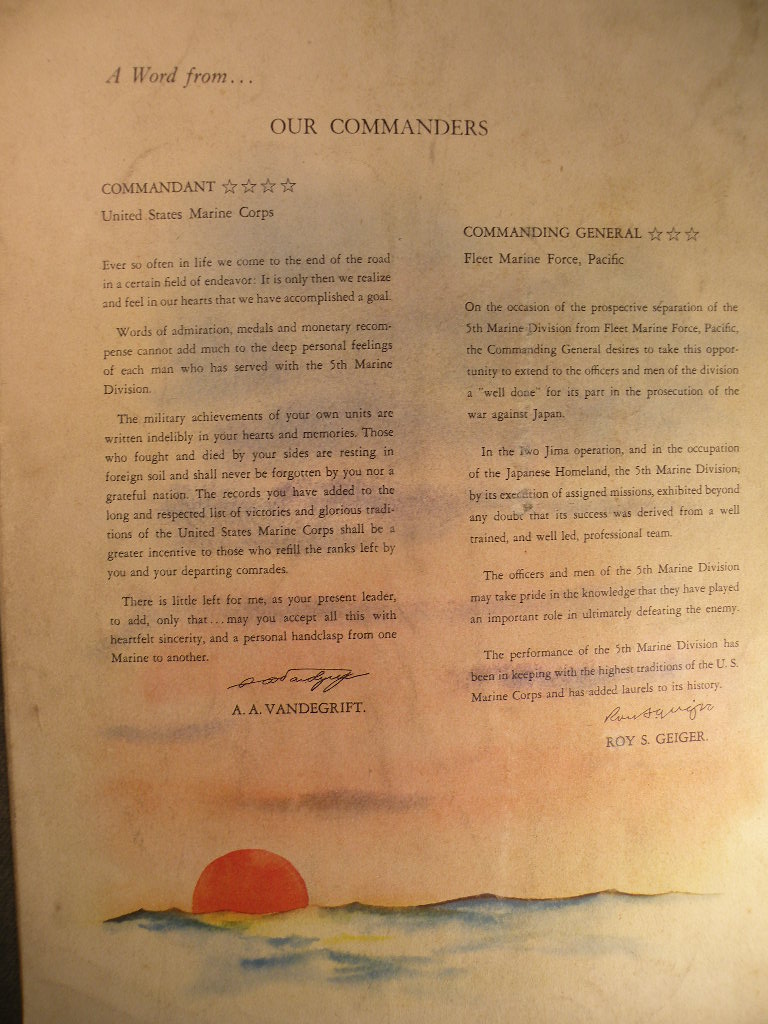 A Word from...
OUR COMMANDERS
COMMANDANT ☆☆☆☆
United States Marine Corps
Ever so often in life we come to the end of the road
in a certain field of endeavor: It is only then we realize
and feel in our hearts that we have accomplished a goal.
Words of admiration, medals and monetary recom-
pense cannot add much to the deep personal feelings
of each man who has served with the 5th Marine
Division.
The military achievements of your own units are
written indelibly in your hearts and memories. Those
who fought and died by your sides are resting in
foreign soil and shall never be forgotten by you nor a
grateful nation. The records you have added to the
long and respected list of victories and glorious tradi-
tions of the United States Marine Corps shall be a
greater incentive to those who refill the ranks left by
you and your departing comrades.
There is little left for me, as your present leader,
to add, only that...may you accept all this with
heartfelt sincerity, and a personal handclasp from one
Marine to another.
A A Vandegrift
A. A. VANDEGRIFT.
COMMANDING GENERAL ☆☆☆
Fleet Marine Force, Pacific
On the occasion of the prospective separation of the
5th Marine Division from Fleet Marine Force, Pacific,
the Commanding General desires to take this oppor-
tunity to extend to the officers and men of the division
a "well done" for its part in the prosecution of the
war against Japan.
In the Iwo Jima operation, and in the occupation
of the Japanese Homeland, the 5th Marine Division,
by its execution of assigned missions, exhibited beyond
any doubt that its success was derived from a well
trained, and well led, professional team.
The officers and men of the 5th Marine Division
may take pride in the knowledge that they have played
an important role in ultimately defeating the enemy.
The performance of the 5th Marine Division has
been in keeping with the highest traditions of the U. S.
Marine Corps and has added laurels to its history.
Roy S Geiger
ROY S. GEIGER.